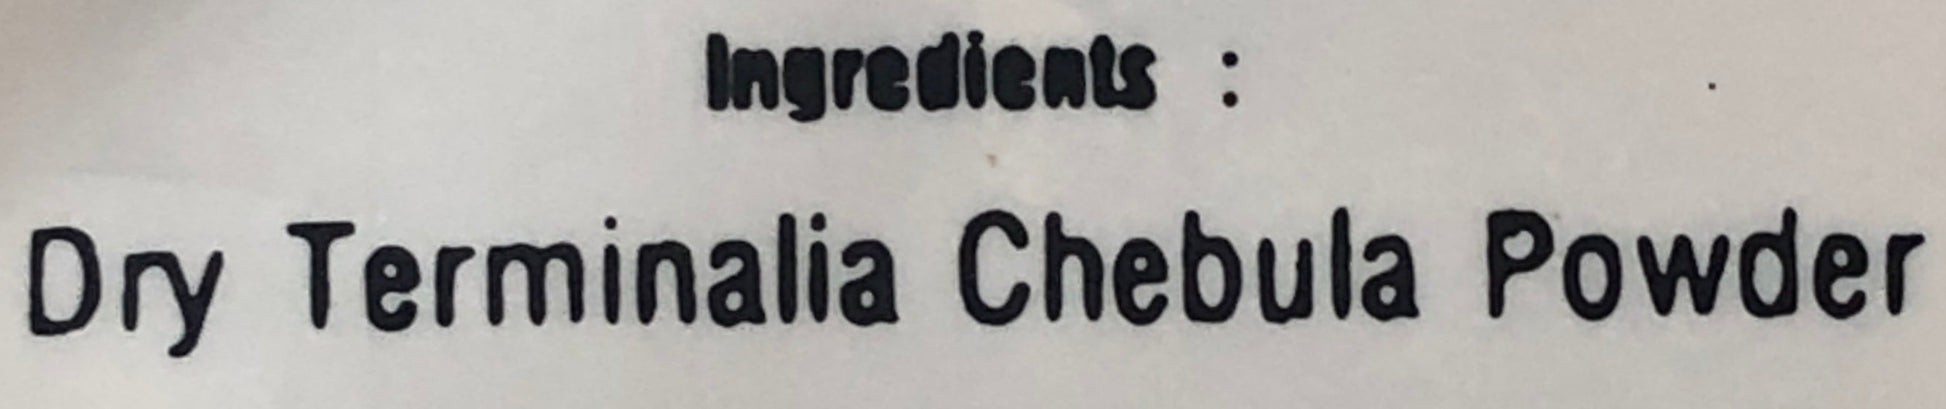 Ingredients :
Dry Terminalia Chebula Powder